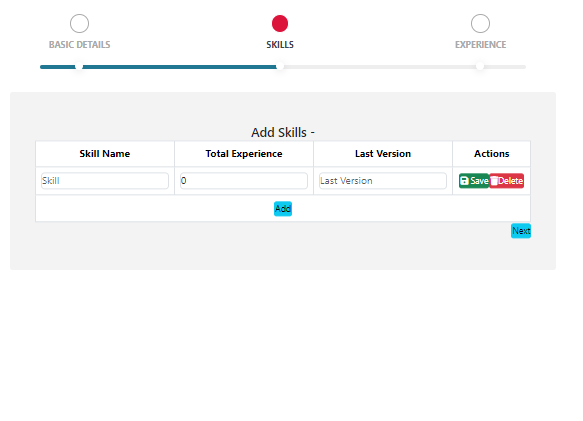 BASIC DETAILS SKILLS EXPERIENCE
Add Skills -
Skill Name Total Experience Last Version Actions
Skill 0 Last Version Save Delete
Add
Next